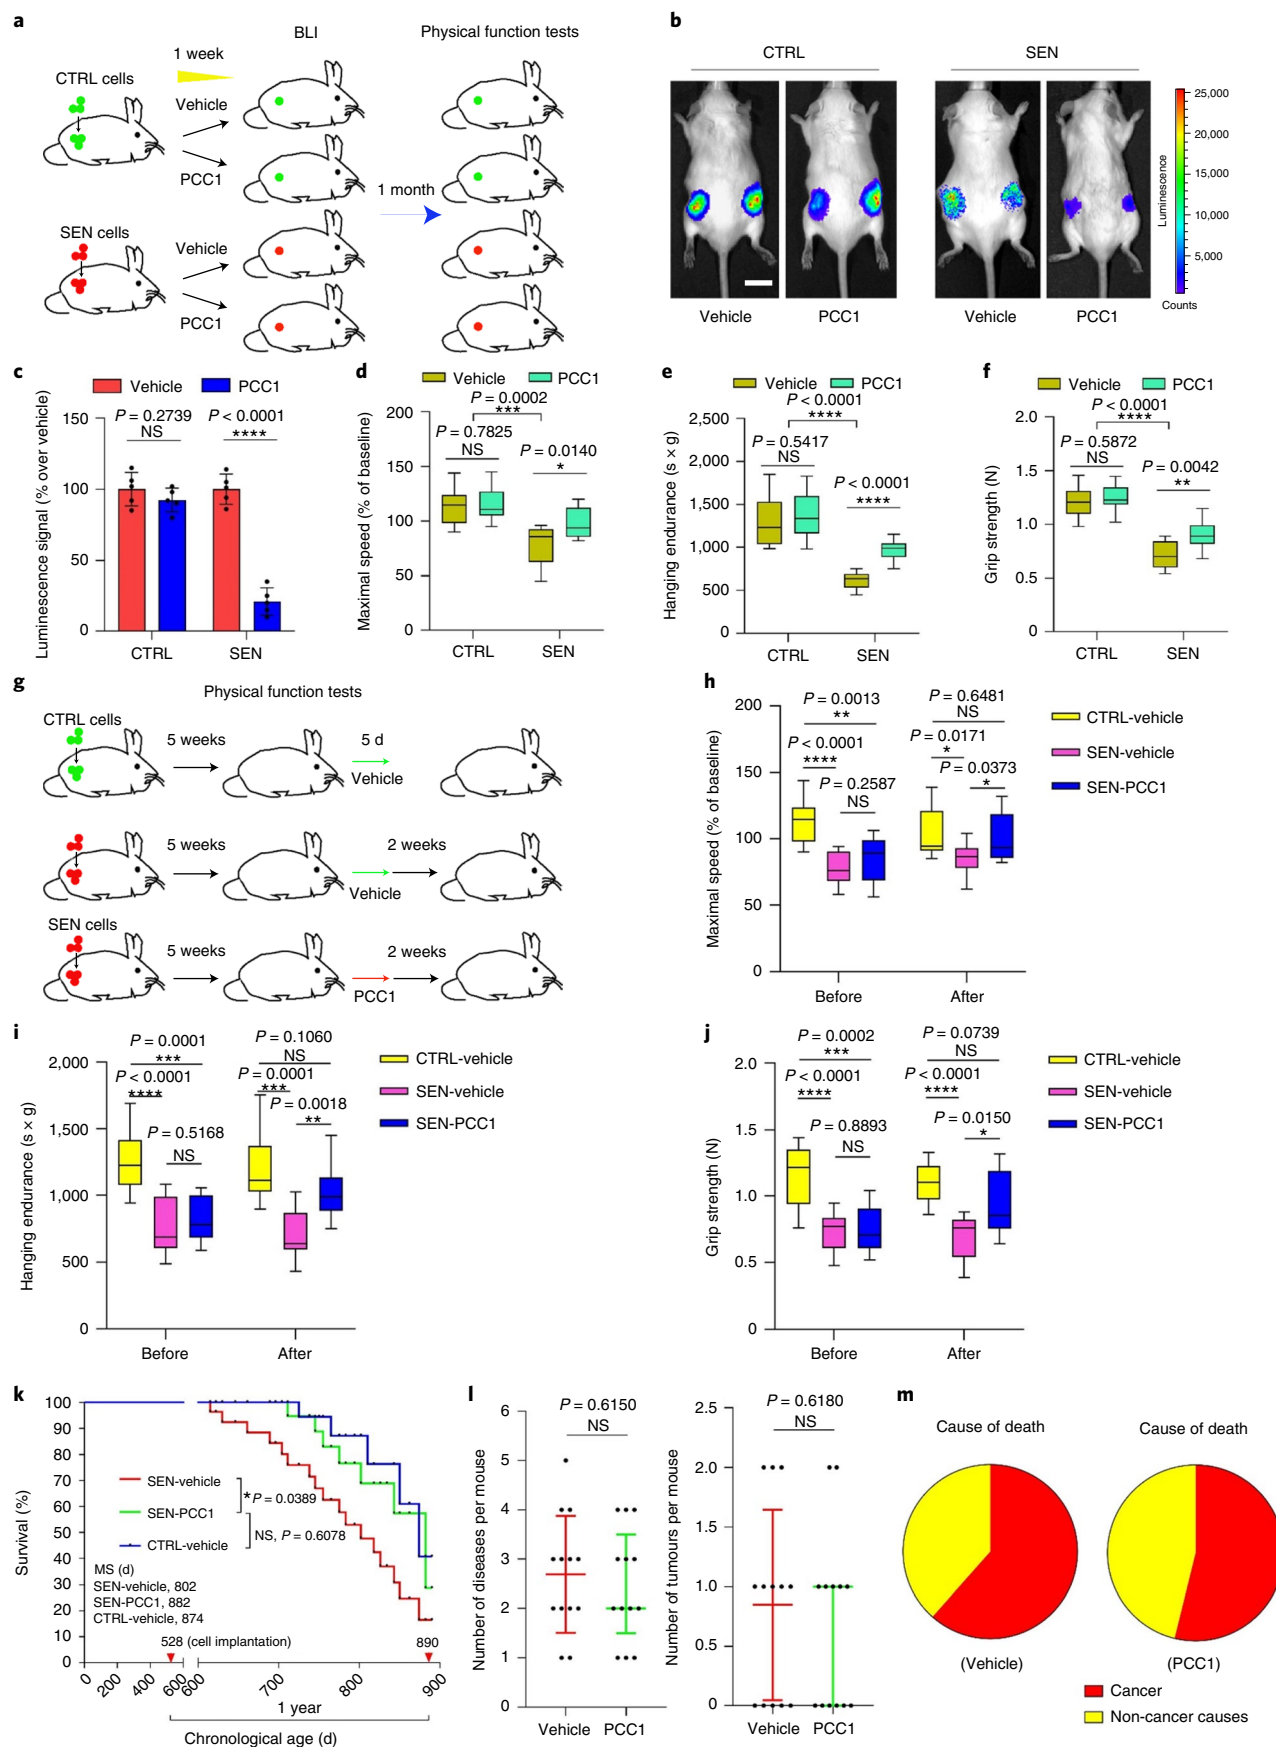 a
BLI
Physical function tests
1 week
CTRL cells
Vehicle
PCC1
1 month
SEN cells
Vehicle
PCC1
b
CTRL
SEN
Vehicle
PCC1
Vehicle
PCC1
25,000
20,000
15,000
10,000
5,000
Luminescence
Counts
c
Vehicle
PCC1
Luminescence signal (% over vehicle)
150
100
50
0
P = 0.2739
NS
P < 0.0001
****
CTRL
SEN
d
Vehicle
PCC1
Maximal speed (% of baseline)
200
150
100
50
0
P = 0.0002
***
P = 0.7825
NS
P = 0.0140
*
CTRL
SEN
e
Vehicle
PCC1
Hanging endurance (s × g)
2,500
2,000
1,500
1,000
500
0
P < 0.0001
****
P = 0.5417
NS
P < 0.0001
****
CTRL
SEN
f
Vehicle
PCC1
Grip strength (N)
2.0
1.5
1.0
0.5
0
P < 0.0001
****
P = 0.5872
NS
P = 0.0042
**
CTRL
SEN
g
Physical function tests
CTRL cells
5 weeks
5 d
Vehicle
5 weeks
2 weeks
Vehicle
SEN cells
5 weeks
2 weeks
PCC1
h
Maximal speed (% of baseline)
200
150
100
50
0
P = 0.0013
**
P < 0.0001
****
P = 0.2587
NS
P = 0.6481
NS
P = 0.0171
*
P = 0.0373
*
Before
After
CTRL-vehicle
SEN-vehicle
SEN-PCC1
i
Hanging endurance (s × g)
2,000
1,500
1,000
500
0
P = 0.0001
***
P < 0.0001
****
P = 0.5168
NS
P = 0.1060
NS
P = 0.0001
***
P = 0.0018
**
Before
After
CTRL-vehicle
SEN-vehicle
SEN-PCC1
j
Grip strength (N)
2.0
1.5
1.0
0.5
0
P = 0.0002
***
P < 0.0001
****
P = 0.8893
NS
P = 0.0739
NS
P < 0.0001
****
P = 0.0150
*
Before
After
CTRL-vehicle
SEN-vehicle
SEN-PCC1
k
Survival (%)
100
90
80
70
60
50
40
30
20
10
0
SEN-vehicle
SEN-PCC1
CTRL-vehicle
* P = 0.0389
NS, P = 0.6078
MS (d)
SEN-vehicle, 802
SEN-PCC1, 882
CTRL-vehicle, 874
528 (cell implantation)
890
0
200
400
600
600
700
800
900
1 year
Chronological age (d)
l
Number of diseases per mouse
6
5
4
3
2
1
0
P = 0.6150
NS
Vehicle
PCC1
Number of tumours per mouse
2.5
2.0
1.5
1.0
0.5
0
P = 0.6180
NS
Vehicle
PCC1
m
Cause of death
Cause of death
(Vehicle)
(PCC1)
Cancer
Non-cancer causes